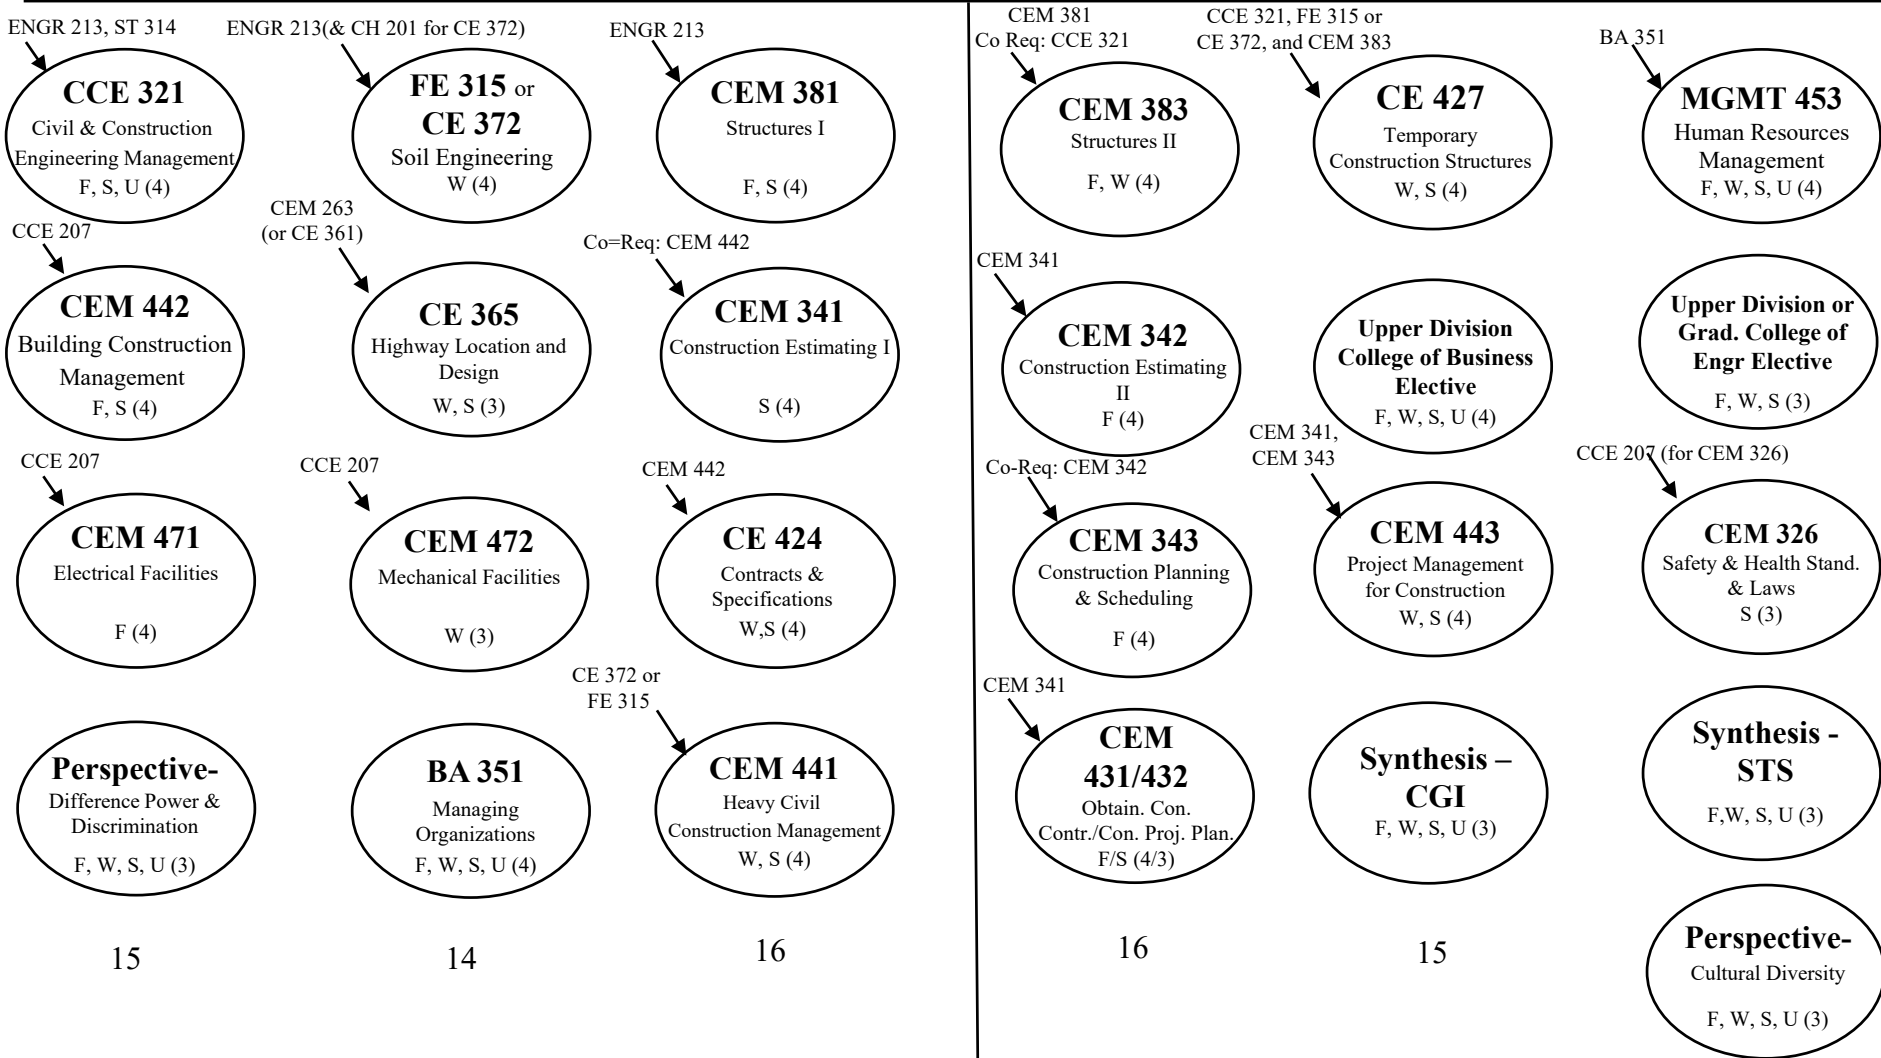 ENGR 213, ST 314
CCE 321
Civil & Construction
Engineering Management
F, S, U (4)
CCE 207
CEM 442
Building Construction
Management
F, S (4)
CCE 207
CEM 471
Electrical Facilities
F (4)
Perspective-
Difference Power &
Discrimination
F, W, S, U (3)
15
ENGR 213(& CH 201 for CE 372)
FE 315 or
CE 372
Soil Engineering
W (4)
CEM 263
(or CE 361)
CE 365
Highway Location and
Design
W, S (3)
CCE 207
CEM 472
Mechanical Facilities
W (3)
BA 351
Managing
Organizations
F, W, S, U (4)
14
ENGR 213
CEM 381
Structures I
F, S (4)
Co=Req: CEM 442
CEM 341
Construction Estimating I
S (4)
CEM 442
CE 424
Contracts &
Specifications
W,S (4)
CE 372 or
FE 315
CEM 441
Heavy Civil
Construction Management
W, S (4)
16
CEM 381
Co Req: CCE 321
CEM 383
Structures II
F, W (4)
CEM 341
CEM 342
Construction Estimating
II
F (4)
Co-Req: CEM 342
CEM 343
Construction Planning
& Scheduling
F (4)
CEM 341
CEM
431/432
Obtain. Con.
Contr./Con. Proj. Plan.
F/S (4/3)
16
CCE 321, FE 315 or
CE 372, and CEM 383
CE 427
Temporary
Construction Structures
W, S (4)
Upper Division
College of Business
Elective
F, W, S, U (4)
CEM 341,
CEM 343
CEM 443
Project Management
for Construction
W, S (4)
Synthesis –
CGI
F, W, S, U (3)
15
BA 351
MGMT 453
Human Resources
Management
F, W, S, U (4)
Upper Division or
Grad. College of
Engr Elective
F, W, S (3)
CCE 207 (for CEM 326)
CEM 326
Safety & Health Stand.
& Laws
S (3)
Synthesis -
STS
F,W, S, U (3)
Perspective-
Cultural Diversity
F, W, S, U (3)